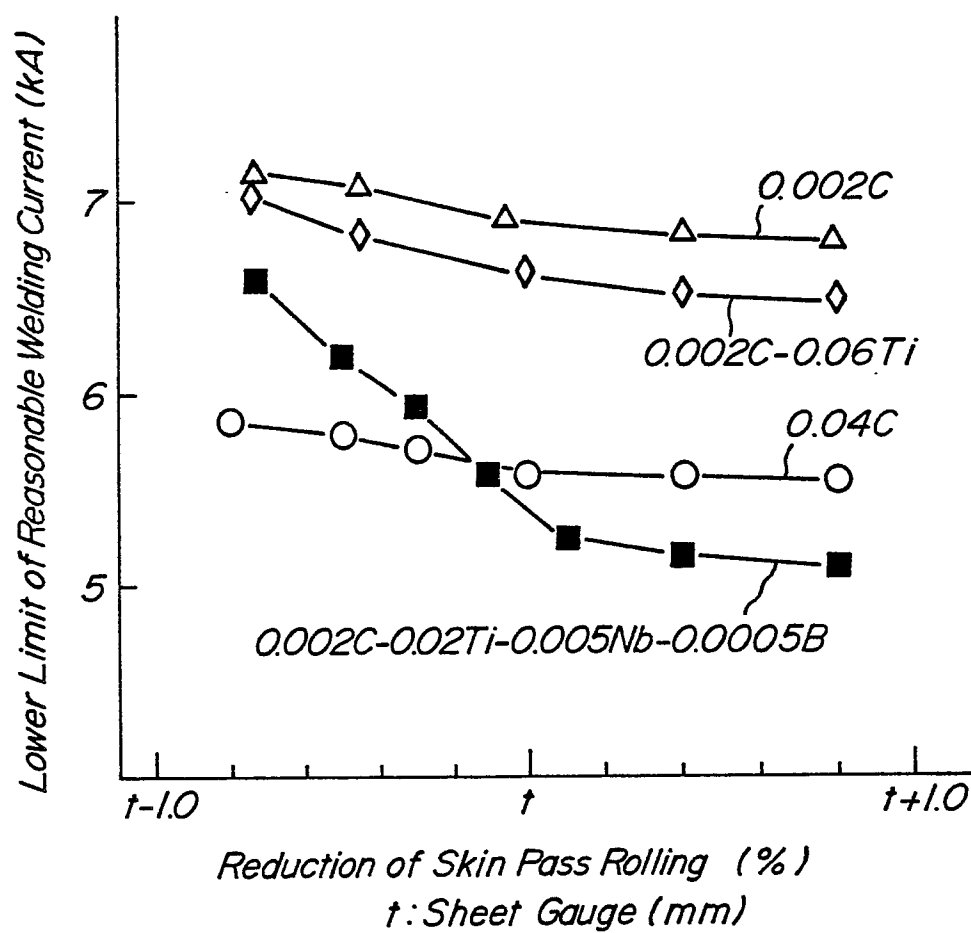 Lower Limit of Reasonable Welding Current (kA)
7
6
5
0.002C
0.002C-0.06Ti
0.04C
0.002C-0.02Ti-0.005Nb-0.0005B
t-1.0
t
t+1.0
Reduction of Skin Pass Rolling (%)
t: Sheet Gauge (mm)